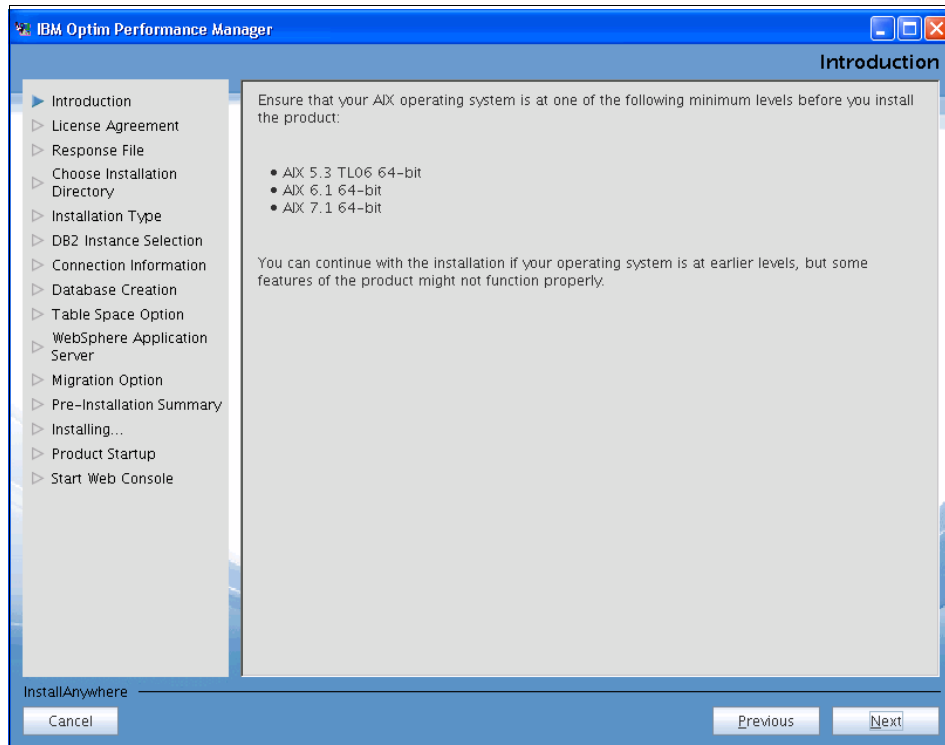 IBM Optim Performance Manager
Introduction
Introduction
License Agreement
Response File
Choose Installation
Directory
Installation Type
DB2 Instance Selection
Connection Information
Database Creation
Table Space Option
WebSphere Application
Server
Migration Option
Pre-Installation Summary
Installing...
Product Startup
Start Web Console
Ensure that your AIX operating system is at one of the following minimum levels before you install
the product:
• AIX 5.3 TL06 64-bit
• AIX 6.1 64-bit
• AIX 7.1 64-bit
You can continue with the installation if your operating system is at earlier levels, but some
features of the product might not function properly.
InstallAnywhere
Cancel
Previous
Next